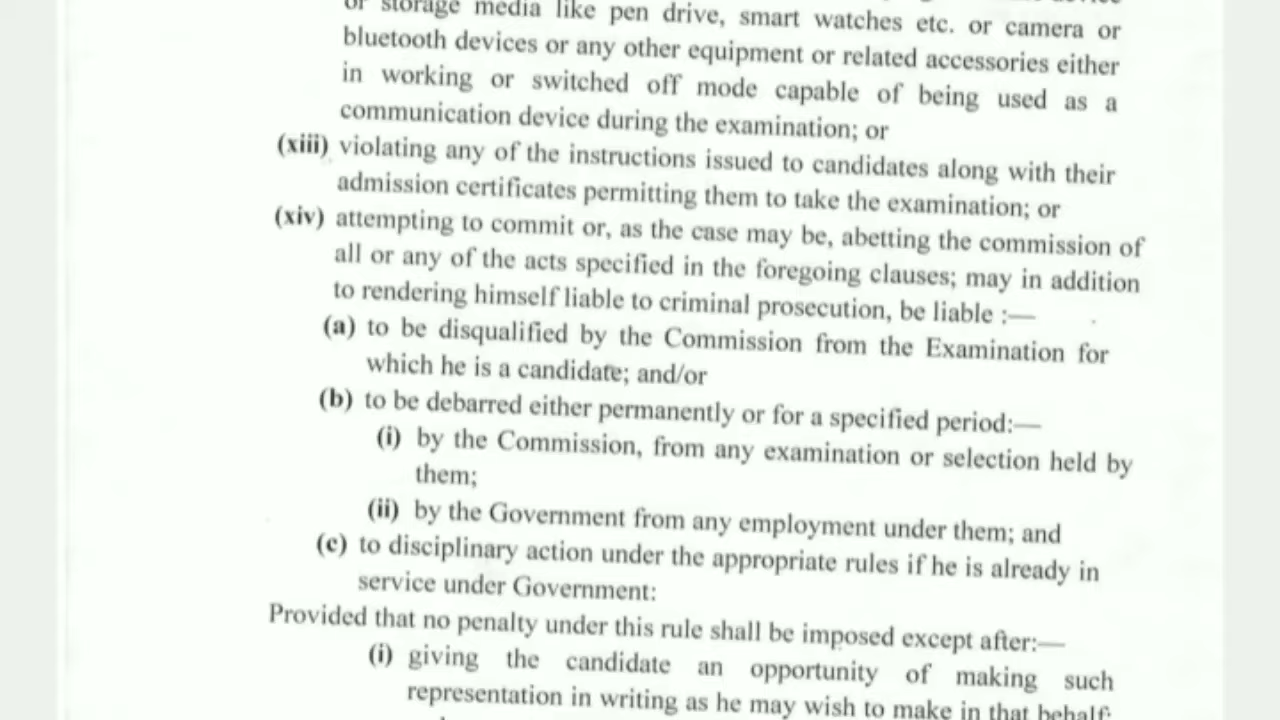 or storage media like pen drive, smart watches etc. or camera or
bluetooth devices or any other equipment or related accessories either
in working or switched off mode capable of being used as a
communication device during the examination; or
(xiii) violating any of the instructions issued to candidates along with their
admission certificates permitting them to take the examination; or
(xiv) attempting to commit or, as the case may be, abetting the commission of
all or any of the acts specified in the foregoing clauses; may in addition
to rendering himself liable to criminal prosecution, be liable :—
(a) to be disqualified by the Commission from the Examination for
which he is a candidate; and/or
(b) to be debarred either permanently or for a specified period:—
(i) by the Commission, from any examination or selection held by
them;
(ii) by the Government from any employment under them; and
(c) to disciplinary action under the appropriate rules if he is already in
service under Government:
Provided that no penalty under this rule shall be imposed except after:—
(i) giving the candidate an opportunity of making such
representation in writing as he may wish to make in that behalf;